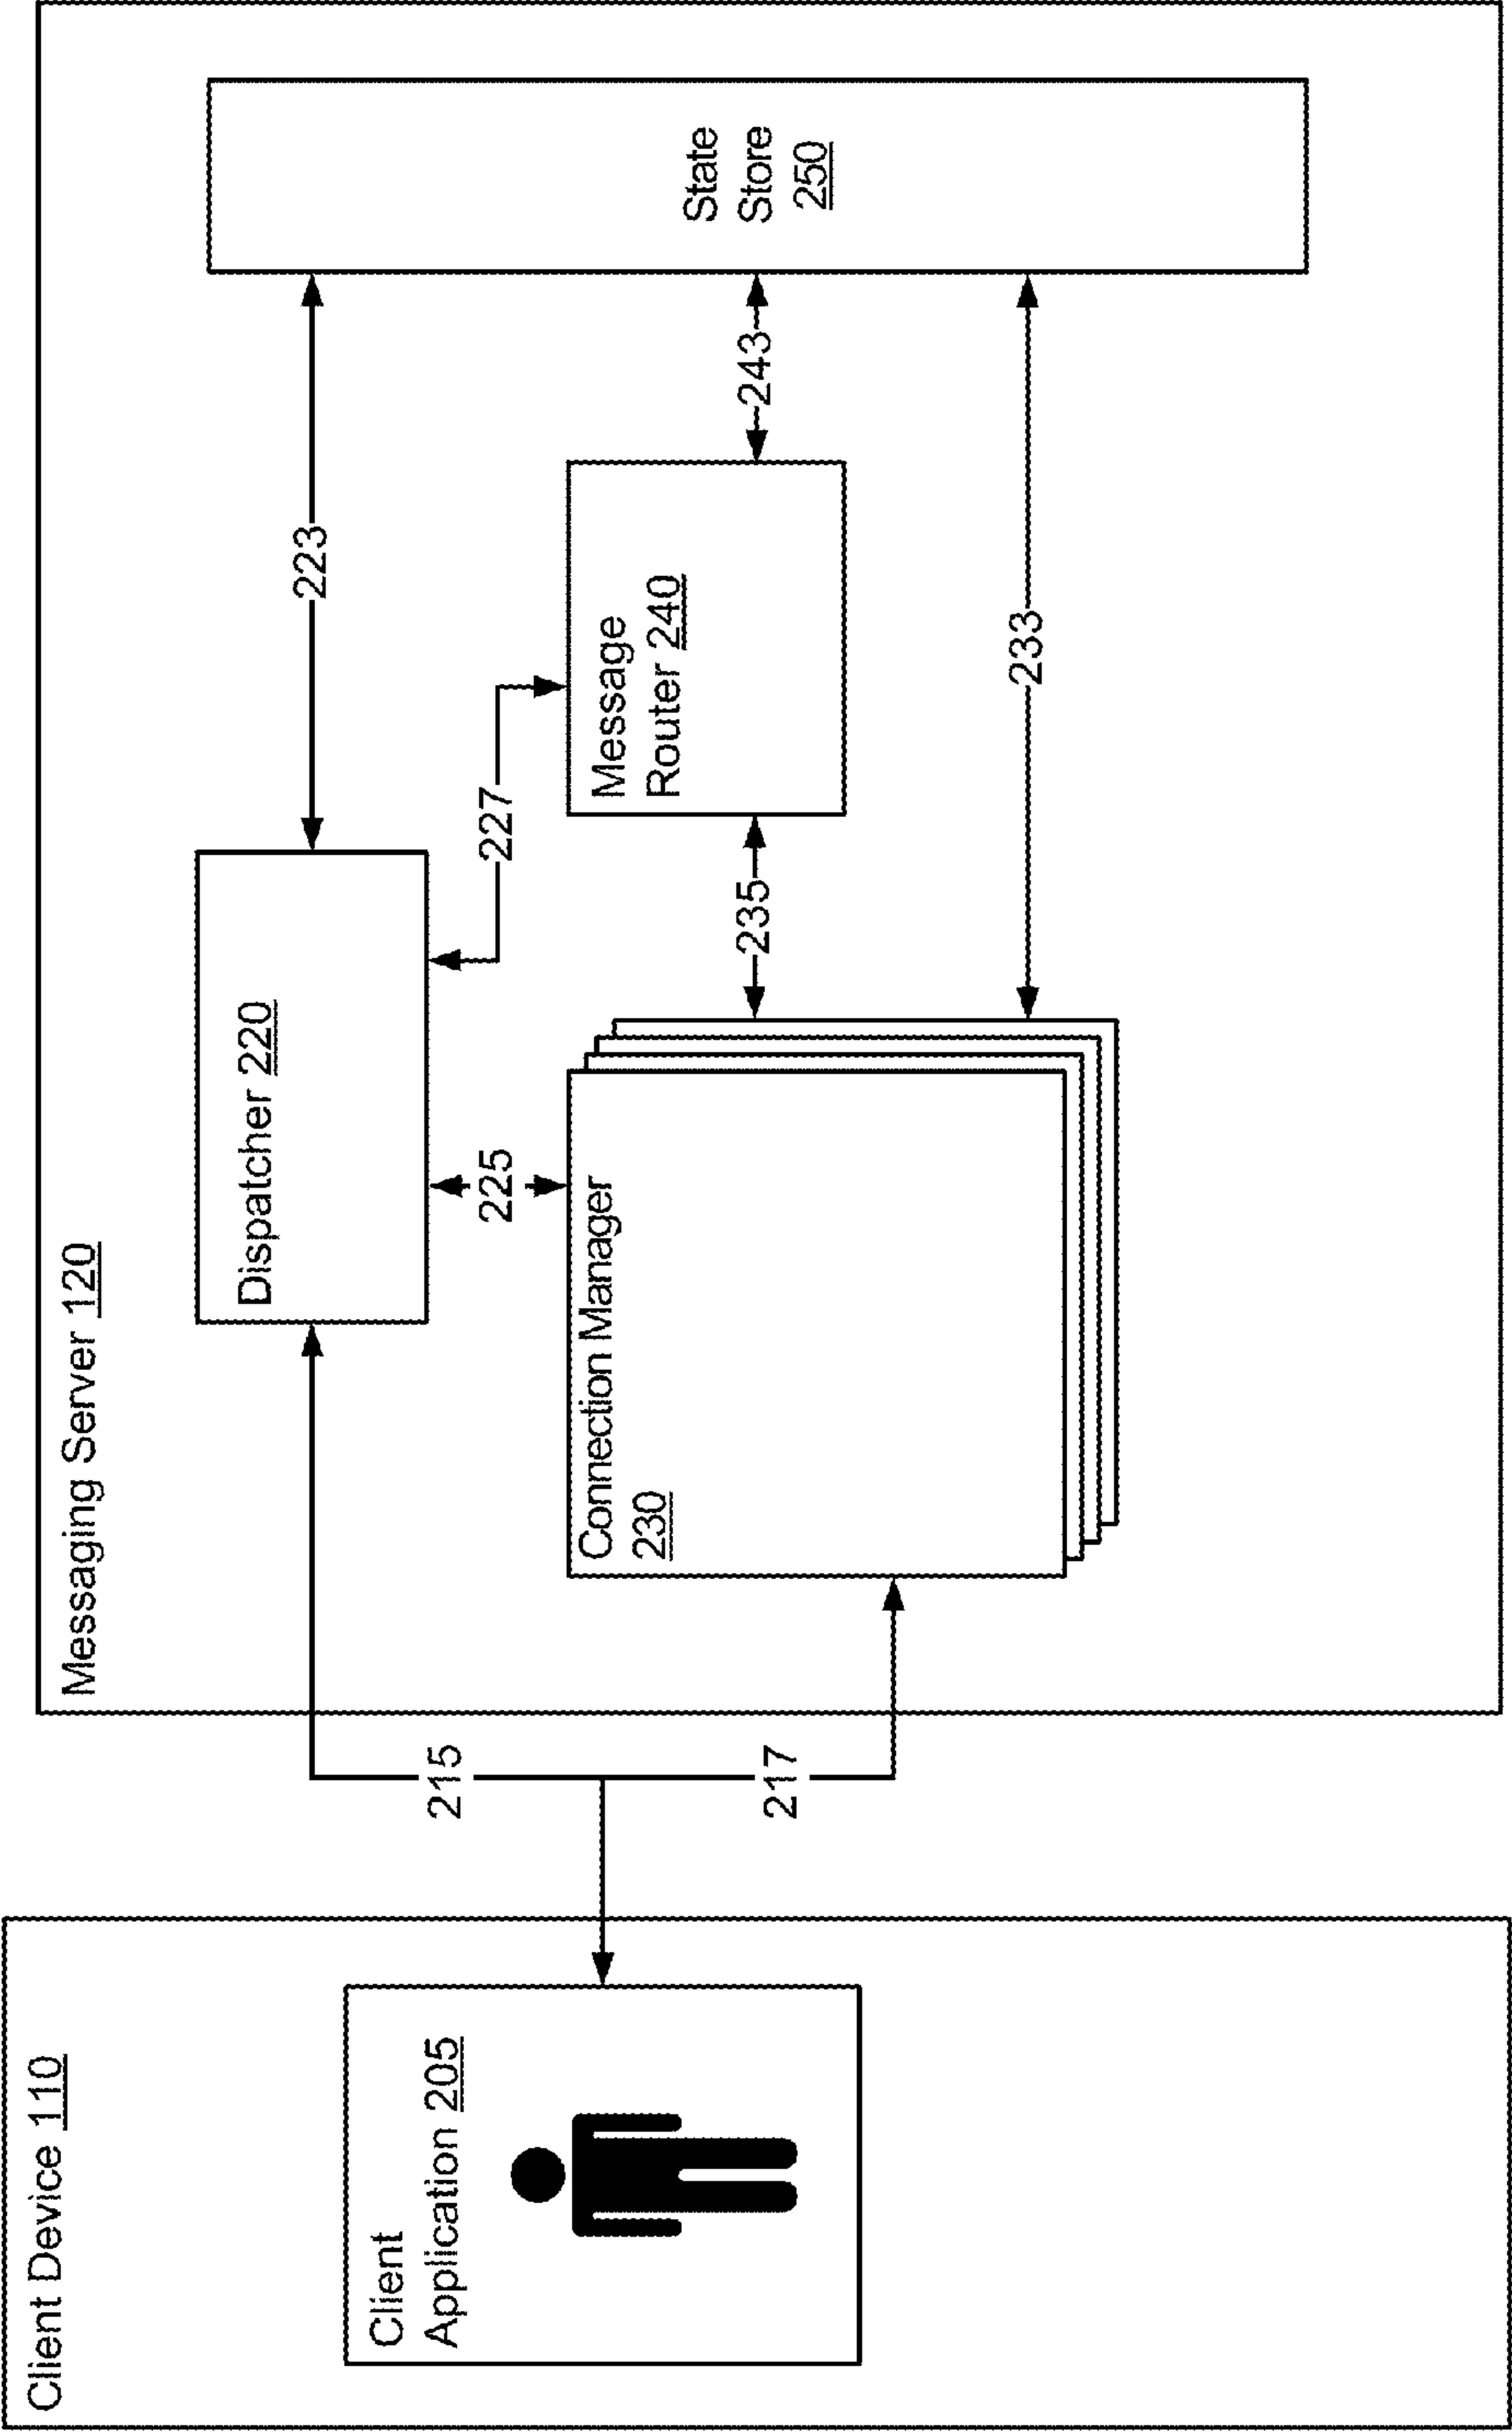 Client Device 110
Client
Application 205
215
217
Messaging Server 120
Dispatcher 220
225
Connection Manager
230
227
235
Message
Router 240
223
243
233
State
Store
250